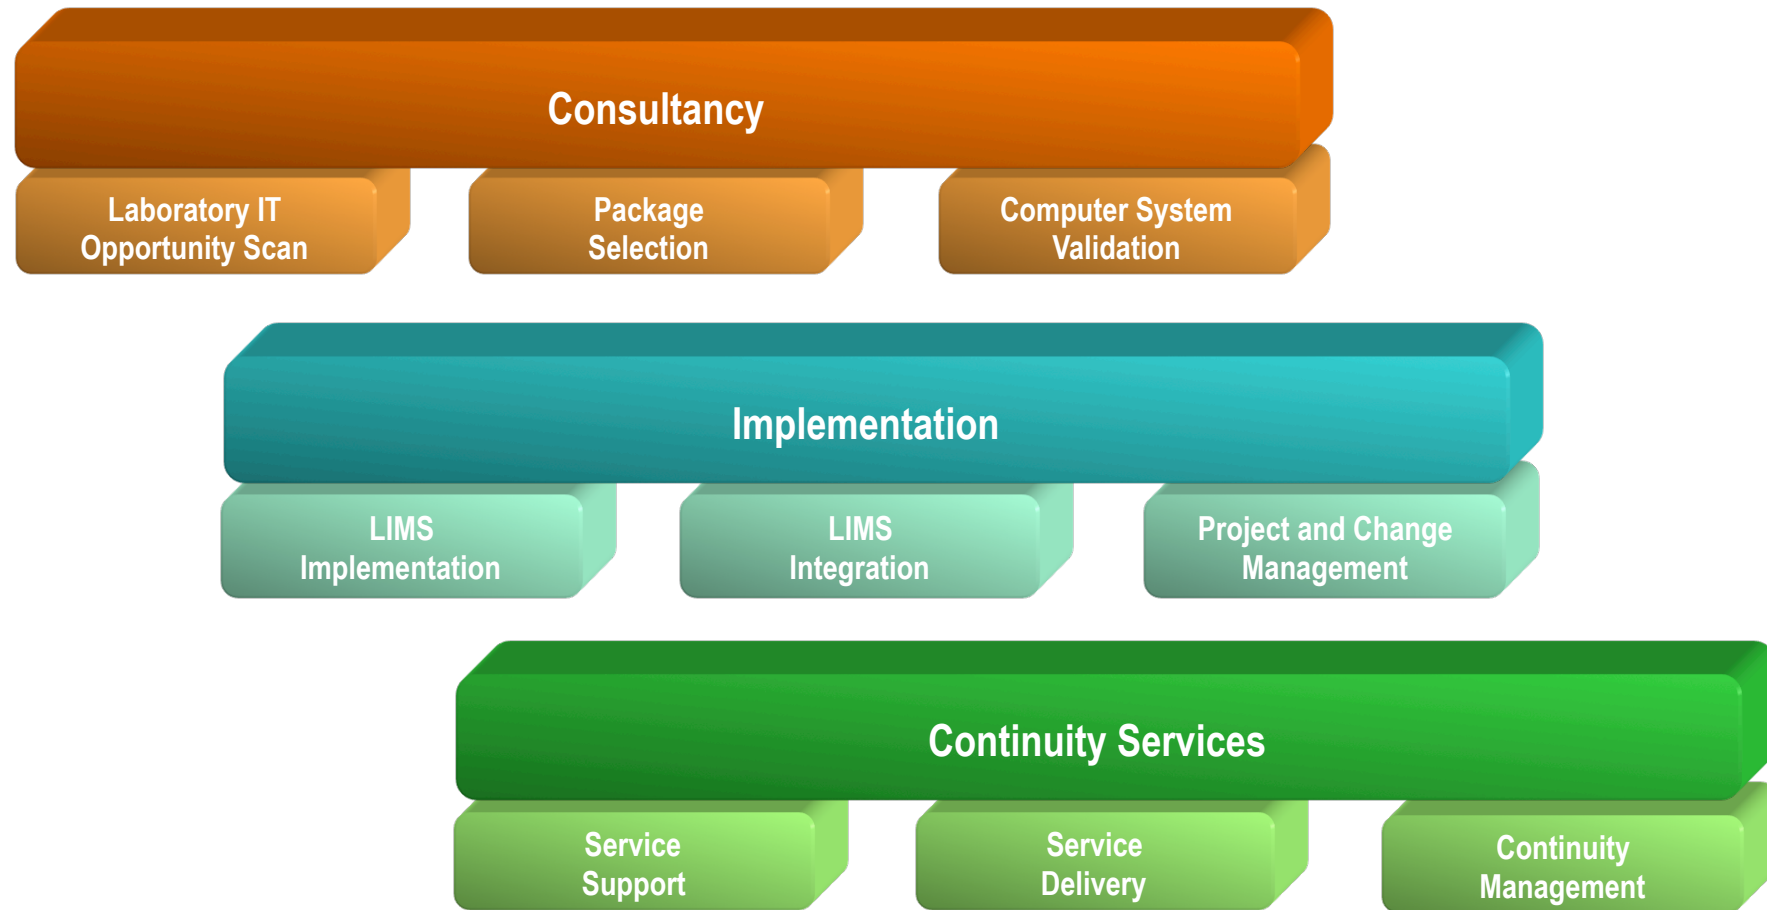 Consultancy
Laboratory IT
Opportunity Scan
Package
Selection
Computer System
Validation
Implementation
LIMS
Implementation
LIMS
Integration
Project and Change
Management
Continuity Services
Service
Support
Service
Delivery
Continuity
Management